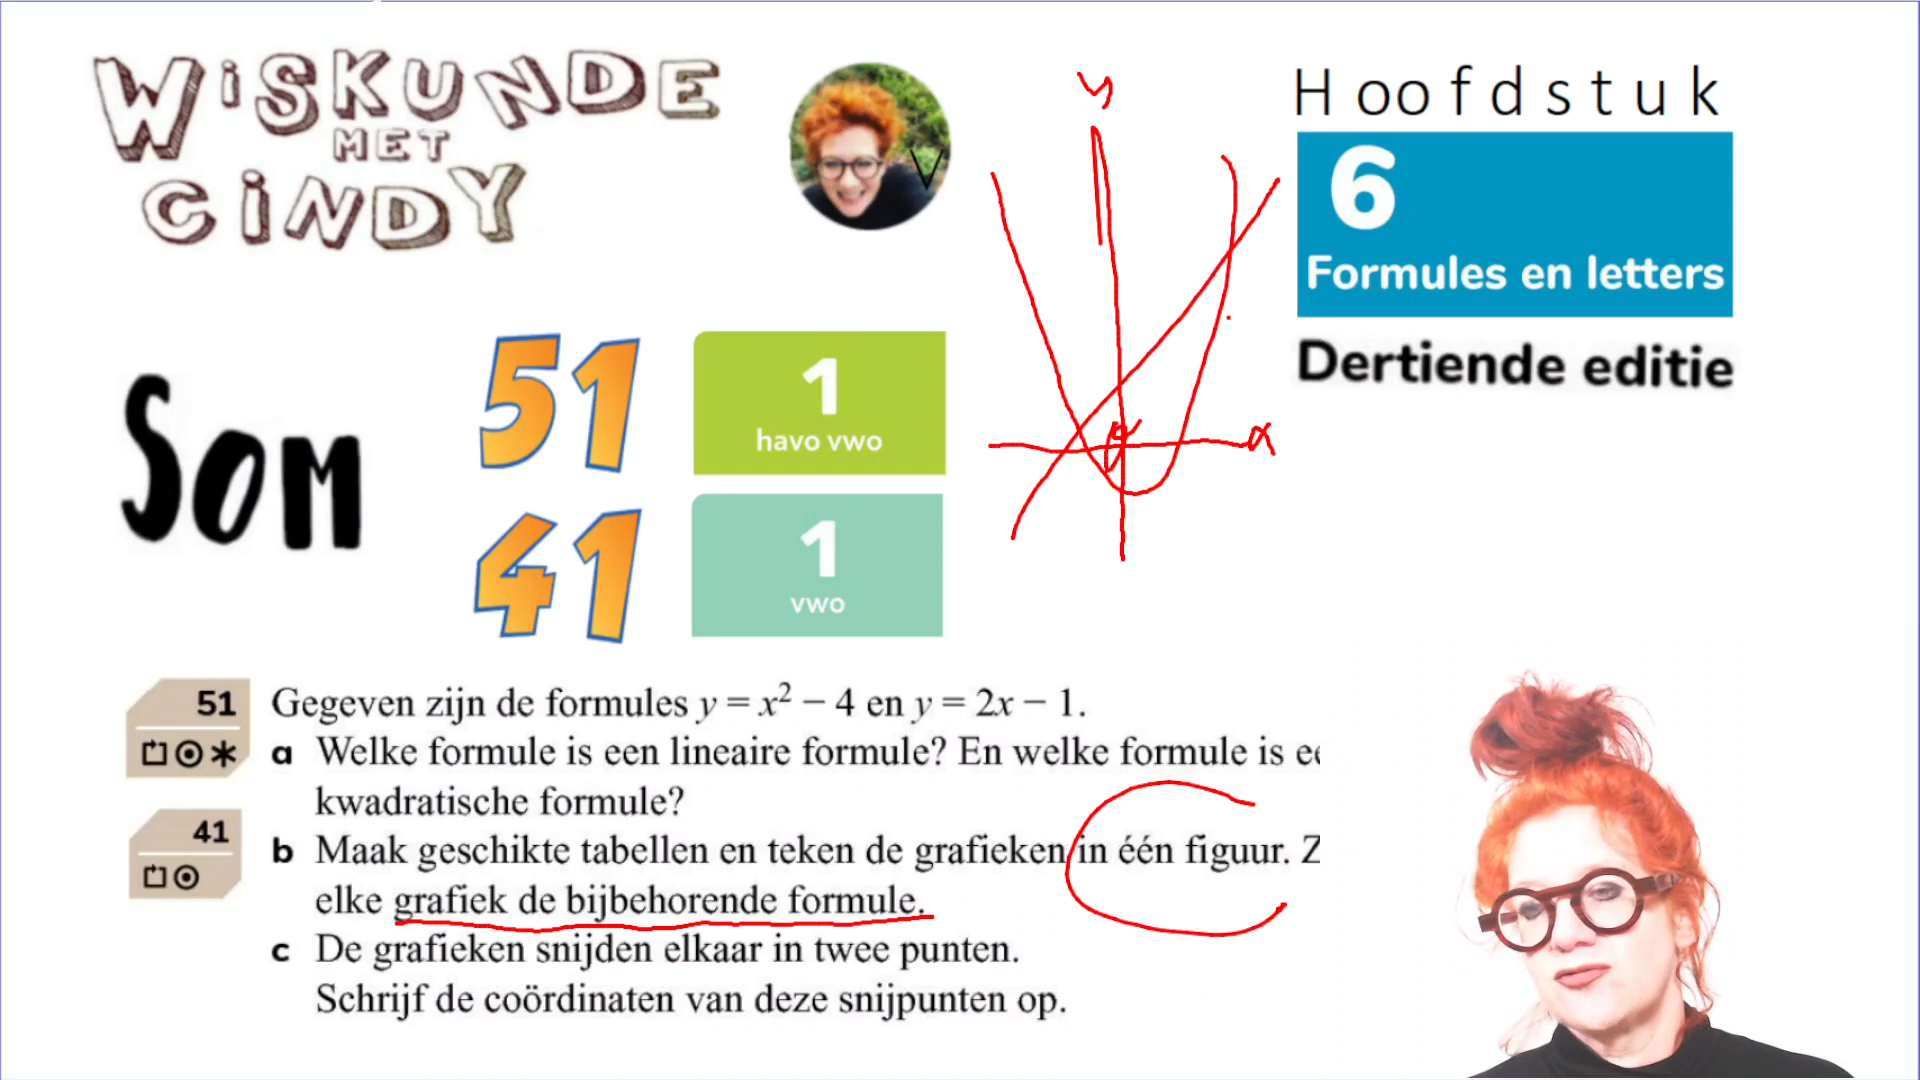 WiSKUNDE
MET
CiNDY
Hoofdstuk
6
Formules en letters
Dertiende editie
y
x
Som
51
1
havo vwo
41
1
vwo
51
Gegeven zijn de formules y = x² − 4 en y = 2x − 1.
a Welke formule is een lineaire formule? En welke formule is
kwadratische formule?
41
b Maak geschikte tabellen en teken de grafieken in één figuur. Z
elke grafiek de bijbehorende formule.
c De grafieken snijden elkaar in twee punten.
Schrijf de coördinaten van deze snijpunten op.